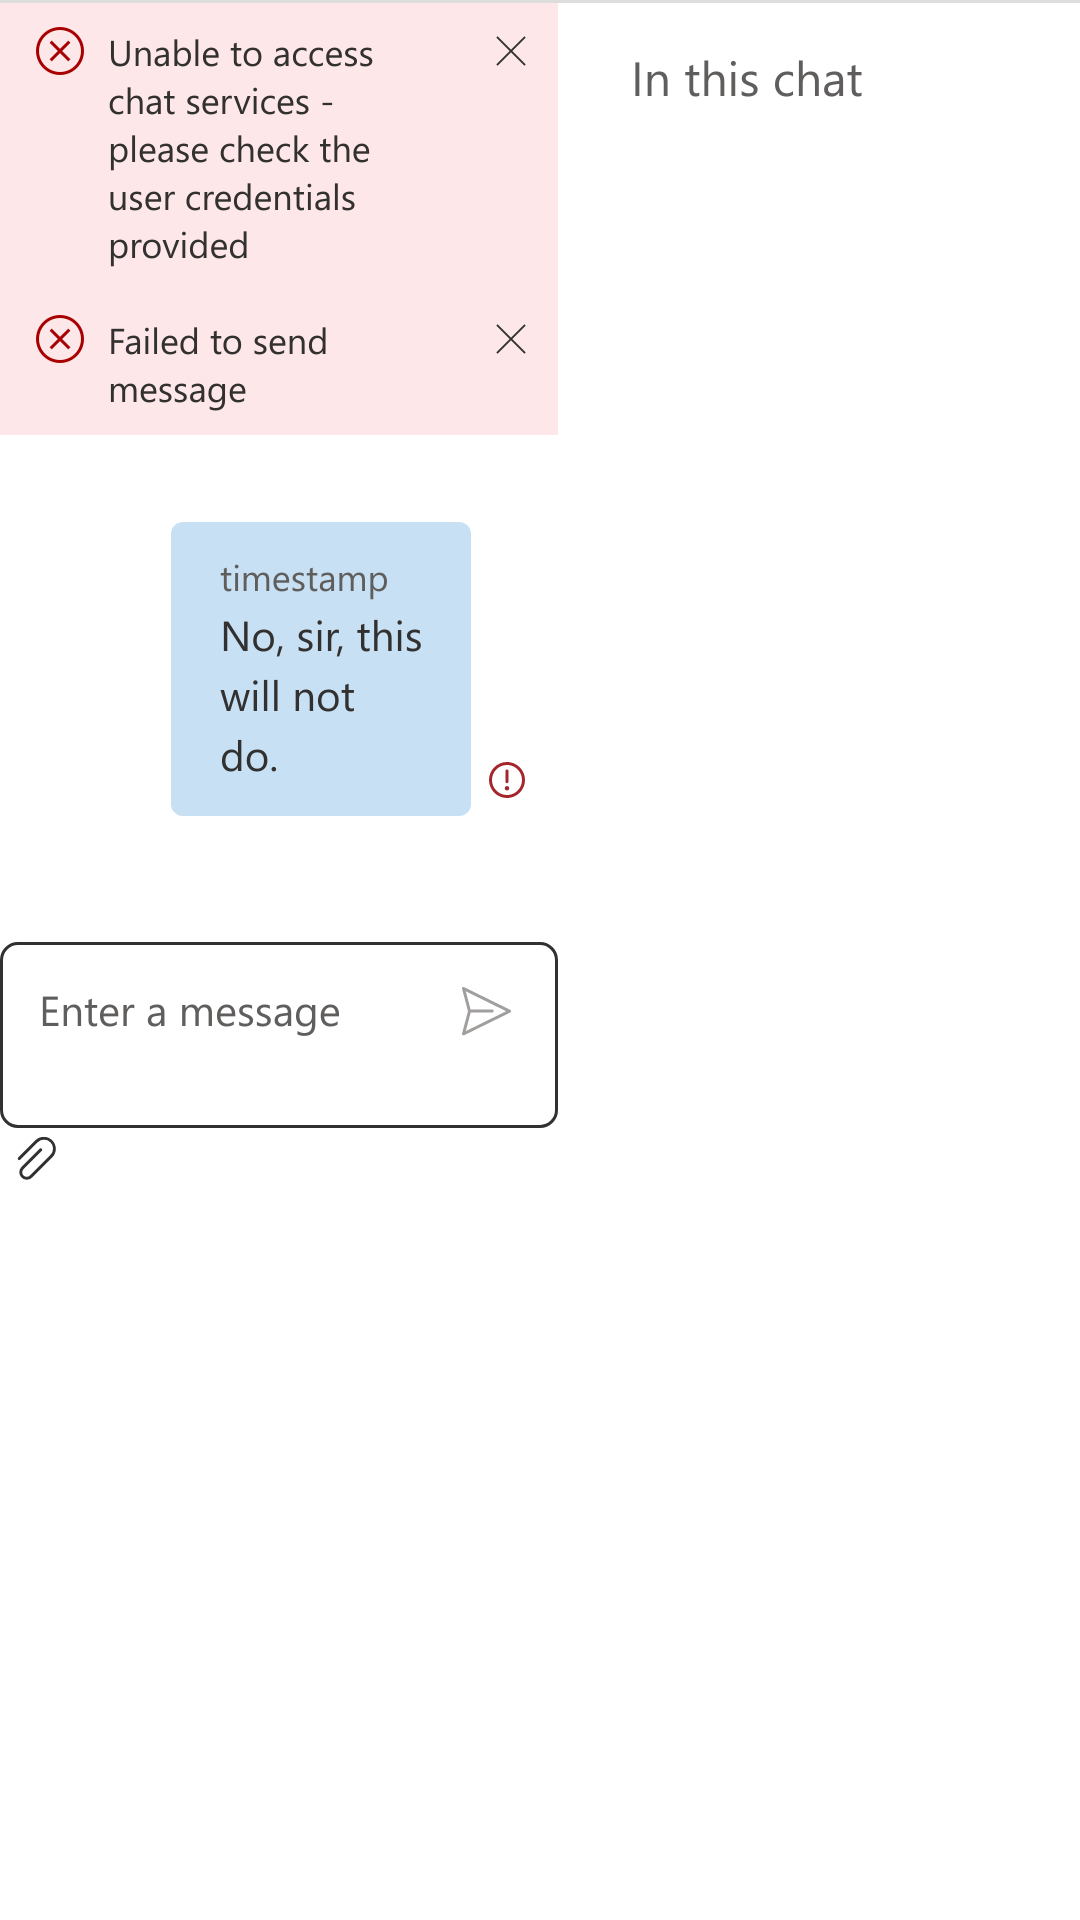 Unable to access
chat services -
please check the
user credentials
provided
Failed to send
message
In this chat
timestamp
No, sir, this
will not
do.
Enter a message